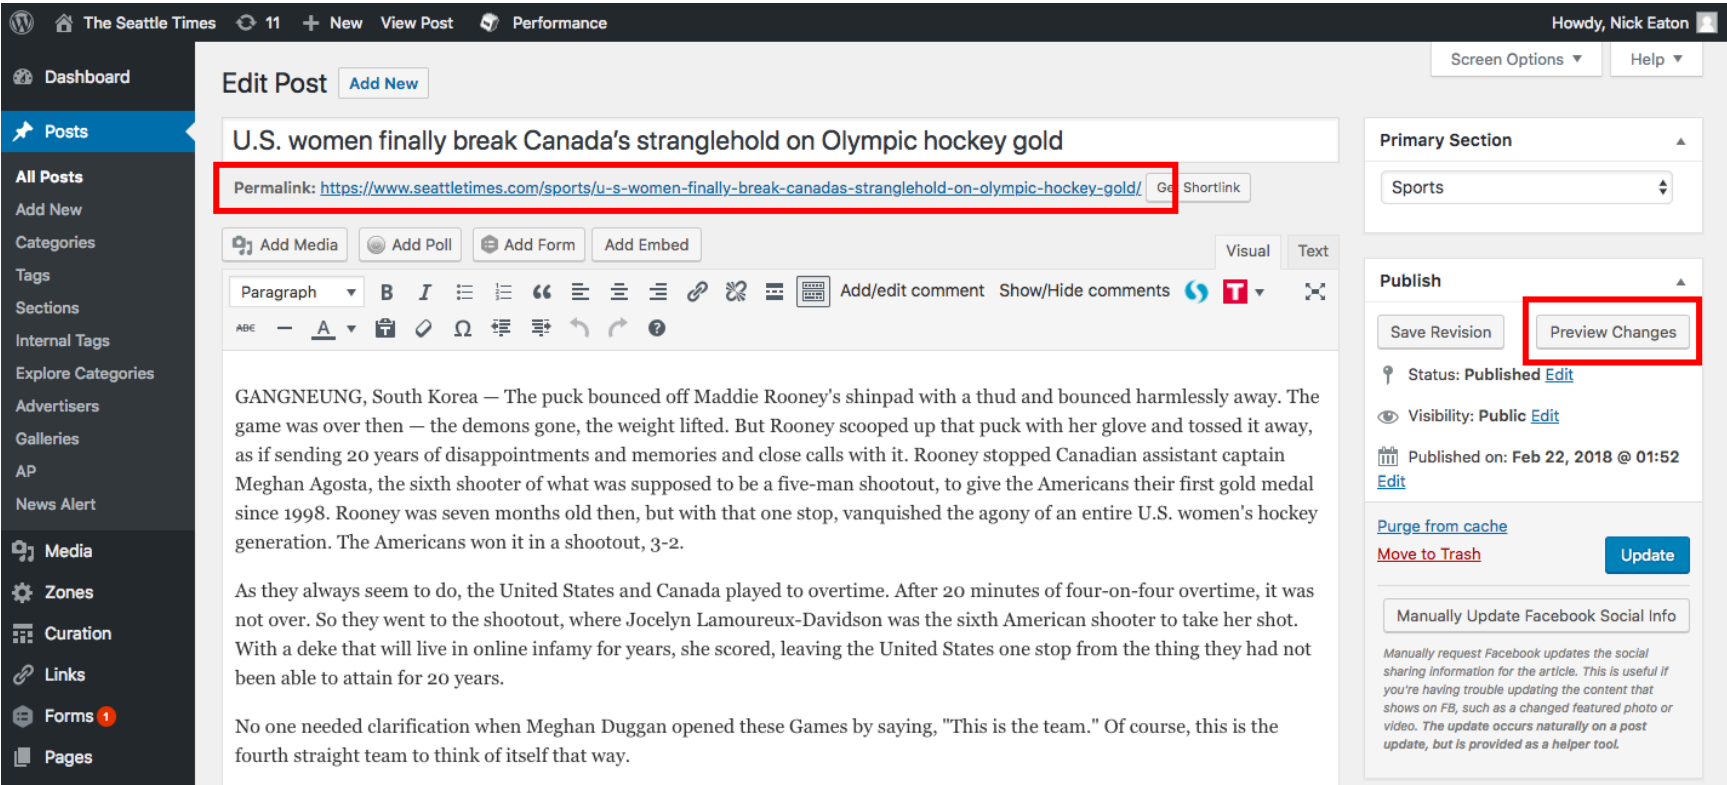 The Seattle Times 11 New View Post Performance Howdy, Nick Eaton
Dashboard
Posts
All Posts
Add New
Categories
Tags
Sections
Internal Tags
Explore Categories
Advertisers
Galleries
AP
News Alert
Media
Zones
Curation
Links
Forms 1
Pages
Screen Options Help
Edit Post Add New
U.S. women finally break Canada’s stranglehold on Olympic hockey gold
Permalink: https://www.seattletimes.com/sports/u-s-women-finally-break-canadas-stranglehold-on-olympic-hockey-gold/ Get Shortlink
Add Media Add Poll Add Form Add Embed
Visual Text
Paragraph B I Add/edit comment Show/Hide comments T
ABE A Ω
GANGNEUNG, South Korea — The puck bounced off Maddie Rooney's shinpad with a thud and bounced harmlessly away. The
game was over then — the demons gone, the weight lifted. But Rooney scooped up that puck with her glove and tossed it away,
as if sending 20 years of disappointments and memories and close calls with it. Rooney stopped Canadian assistant captain
Meghan Agosta, the sixth shooter of what was supposed to be a five-man shootout, to give the Americans their first gold medal
since 1998. Rooney was seven months old then, but with that one stop, vanquished the agony of an entire U.S. women's hockey
generation. The Americans won it in a shootout, 3-2.
As they always seem to do, the United States and Canada played to overtime. After 20 minutes of four-on-four overtime, it was
not over. So they went to the shootout, where Jocelyn Lamoureux-Davidson was the sixth American shooter to take her shot.
With a deke that will live in online infamy for years, she scored, leaving the United States one stop from the thing they had not
been able to attain for 20 years.
No one needed clarification when Meghan Duggan opened these Games by saying, "This is the team." Of course, this is the
fourth straight team to think of itself that way.
Primary Section
Sports
Publish
Save Revision Preview Changes
Status: Published Edit
Visibility: Public Edit
Published on: Feb 22, 2018 @ 01:52
Edit
Purge from cache
Move to Trash Update
Manually Update Facebook Social Info
Manually request Facebook updates the social
sharing information for the article. This is useful if
you're having trouble updating the content that
shows on FB, such as a changed featured photo or
video. The update occurs naturally on a post
update, but is provided as a helper tool.